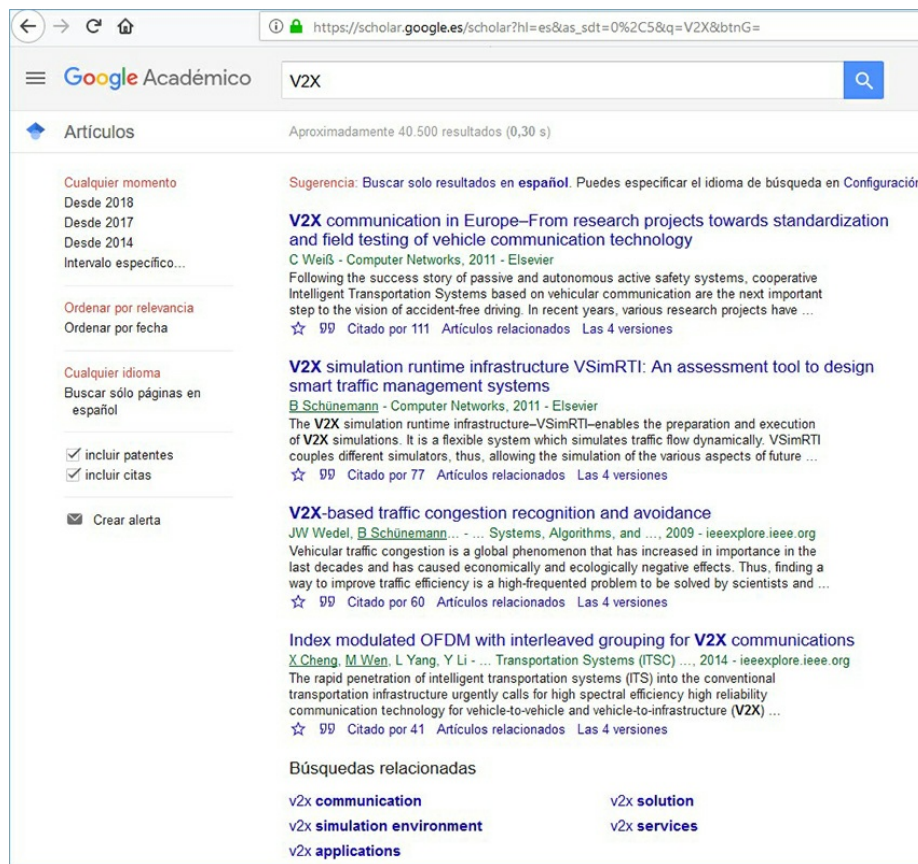 https://scholar.google.es/scholar?hl=es&as_sdt=0%2C5&q=V2X&btnG=
Google Académico
V2X
Artículos
Aproximadamente 40.500 resultados (0,30 s)
Cualquier momento
Desde 2018
Desde 2017
Desde 2014
Intervalo específico...
Ordenar por relevancia
Ordenar por fecha
Cualquier idioma
Buscar sólo páginas en
español
incluir patentes
incluir citas
Crear alerta
Sugerencia: Buscar solo resultados en español. Puedes especificar el idioma de búsqueda en Configuración
V2X communication in Europe–From research projects towards standardization
and field testing of vehicle communication technology
C Weiß - Computer Networks, 2011 - Elsevier
Following the success story of passive and autonomous active safety systems, cooperative
Intelligent Transportation Systems based on vehicular communication are the next important
step to the vision of accident-free driving. In recent years, various research projects have ...
Citado por 111 Artículos relacionados Las 4 versiones
V2X simulation runtime infrastructure VSimRTI: An assessment tool to design
smart traffic management systems
B Schünemann - Computer Networks, 2011 - Elsevier
The V2X simulation runtime infrastructure–VSimRTI–enables the preparation and execution
of V2X simulations. It is a flexible system which simulates traffic flow dynamically. VSimRTI
couples different simulators, thus, allowing the simulation of the various aspects of future ...
Citado por 77 Artículos relacionados Las 4 versiones
V2X-based traffic congestion recognition and avoidance
JW Wedel, B Schünemann... - ... Systems, Algorithms, and ..., 2009 - ieeexplore.ieee.org
Vehicular traffic congestion is a global phenomenon that has increased in importance in the
last decades and has caused economically and ecologically negative effects. Thus, finding a
way to improve traffic efficiency is a high-frequented problem to be solved by scientists and ...
Citado por 60 Artículos relacionados Las 4 versiones
Index modulated OFDM with interleaved grouping for V2X communications
X Cheng, M Wen, L Yang, Y Li - ... Transportation Systems (ITSC) ..., 2014 - ieeexplore.ieee.org
The rapid penetration of intelligent transportation systems (ITS) into the conventional
transportation infrastructure urgently calls for high spectral efficiency high reliability
communication technology for vehicle-to-vehicle and vehicle-to-infrastructure (V2X) ...
Citado por 41 Artículos relacionados Las 4 versiones
Búsquedas relacionadas
v2x communication
v2x solution
v2x simulation environment
v2x services
v2x applications